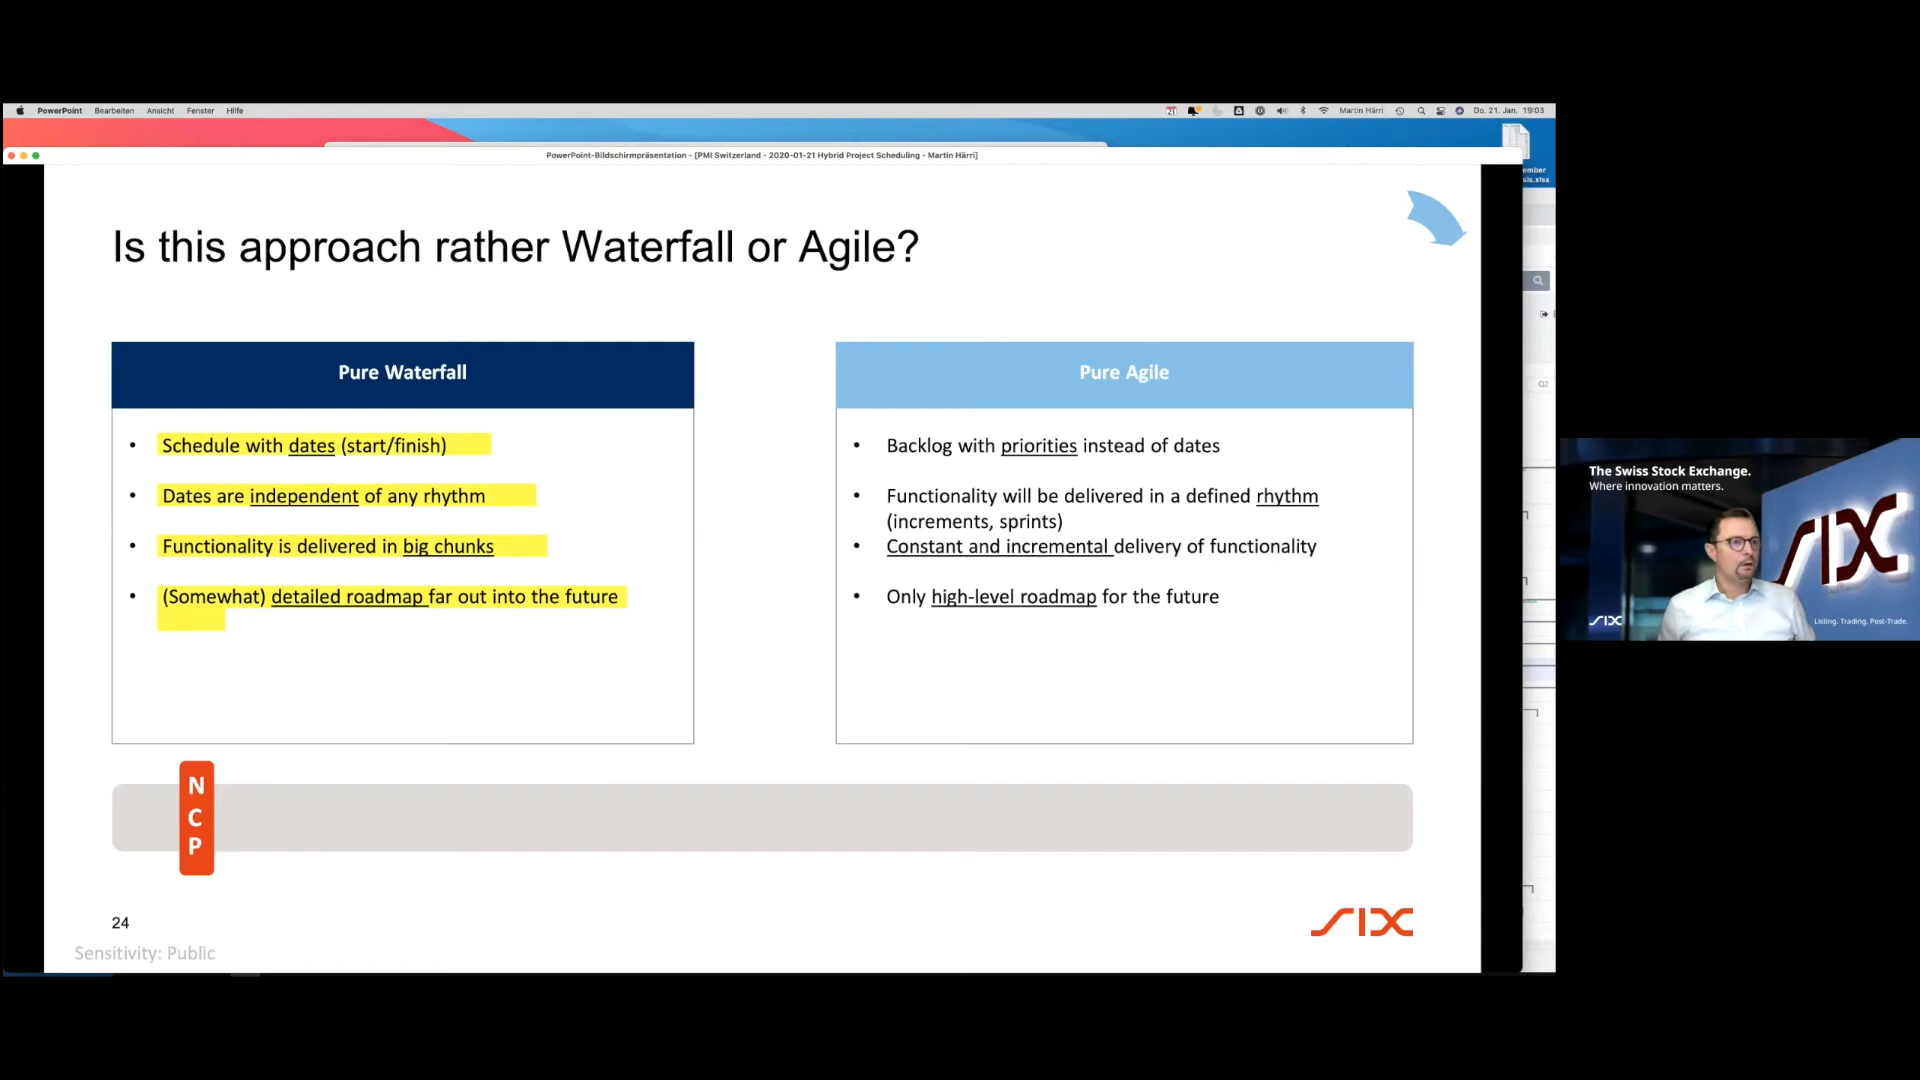 PowerPoint Bearbeiten Ansicht Fenster Hilfe
Martin Härri Do. 21. Jan. 19:03
PowerPoint-Bildschirmpräsentation - [PMI Switzerland - 2020-01-21 Hybrid Project Scheduling - Martin Härri]
ember
sis.xlsx
Is this approach rather Waterfall or Agile?
Q2
Pure Waterfall
• Schedule with dates (start/finish)
• Dates are independent of any rhythm
• Functionality is delivered in big chunks
• (Somewhat) detailed roadmap far out into the future
Pure Agile
• Backlog with priorities instead of dates
• Functionality will be delivered in a defined rhythm
(increments, sprints)
• Constant and incremental delivery of functionality
• Only high-level roadmap for the future
N
C
P
24
SIX
Sensitivity: Public
The Swiss Stock Exchange.
Where innovation matters.
SIX
SIX
Listing. Trading. Post-Trade.